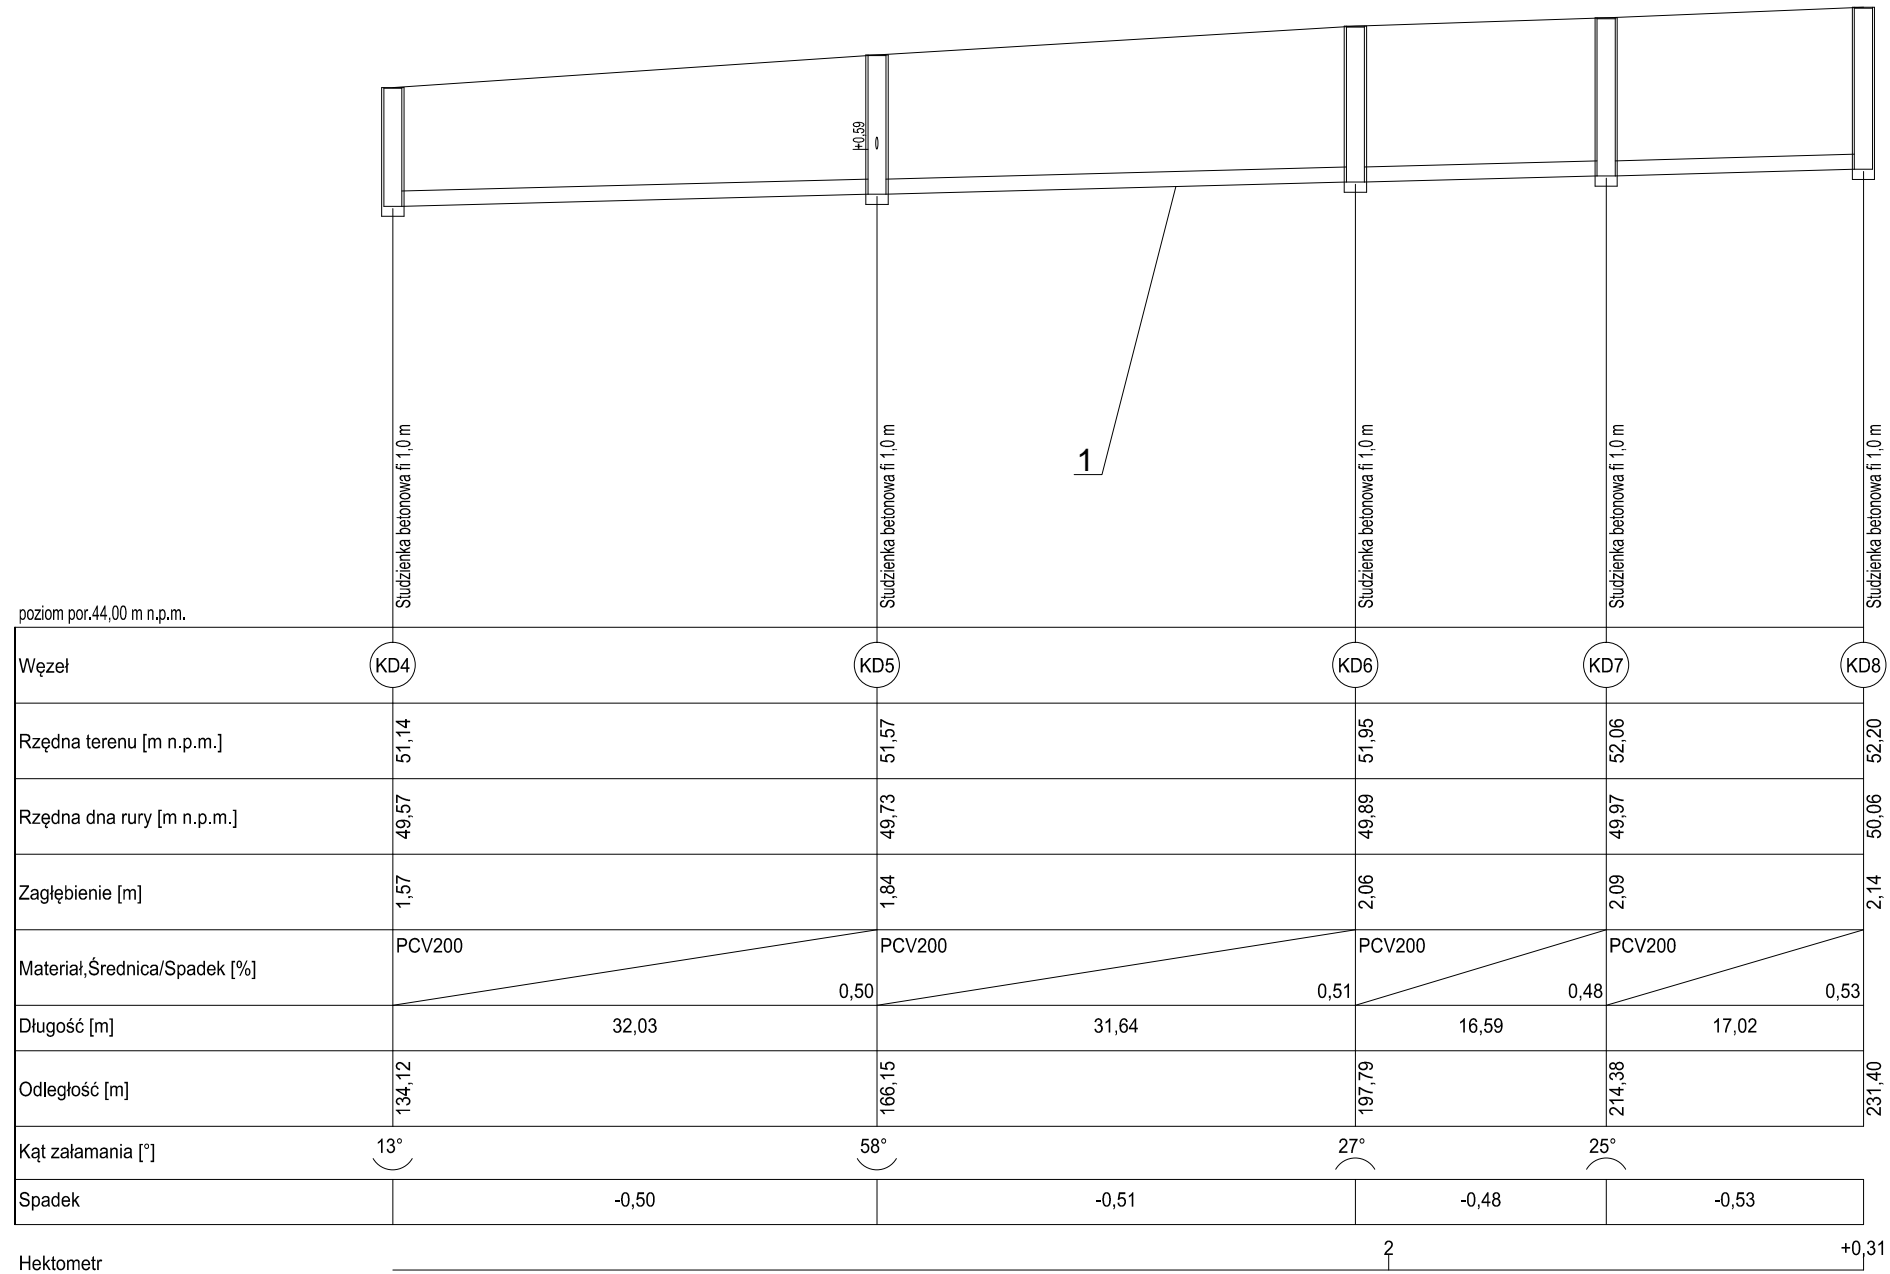 +0,59
1
Studzienka betonowa fi 1,0 m
Studzienka betonowa fi 1,0 m
Studzienka betonowa fi 1,0 m
Studzienka betonowa fi 1,0 m
Studzienka betonowa fi 1,0 m
poziom por.44,00 m n.p.m.
Węzeł KD4 KD5 KD6 KD7 KD8
Rzędna terenu [m n.p.m.] 51,14 51,57 51,95 52,06 52,20
Rzędna dna rury [m n.p.m.] 49,57 49,73 49,89 49,97 50,06
Zagłębienie [m] 1,57 1,84 2,06 2,09 2,14
PCV200 PCV200 PCV200 PCV200
Materiał,Średnica/Spadek [%]
0,50 0,51 0,48 0,53
Długość [m] 32,03 31,64 16,59 17,02
Odległość [m] 134,12 166,15 197,79 214,38 231,40
Kąt załamania [°] 13° 58° 27° 25°
Spadek -0,50 -0,51 -0,48 -0,53
Hektometr 2 +0,31